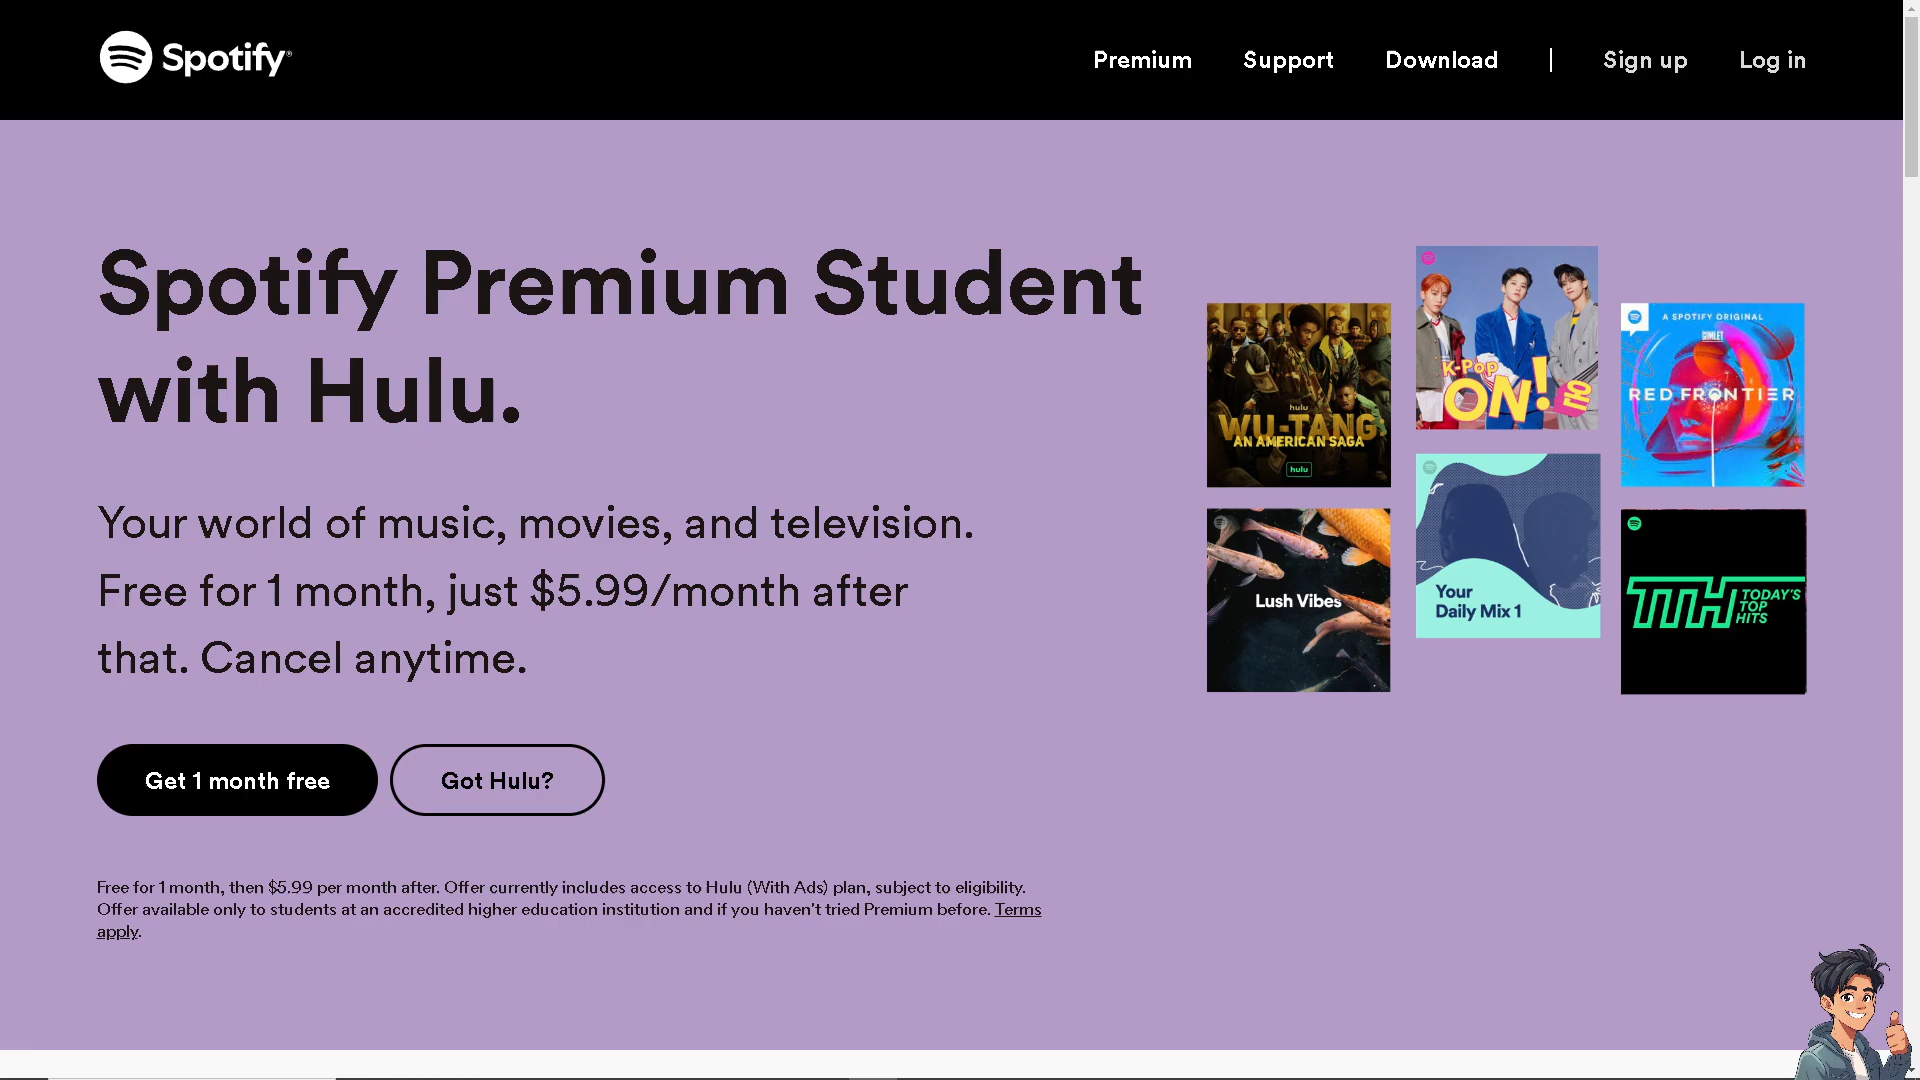 Spotify®
Premium
Support
Download
Sign up
Log in
Spotify Premium Student
with Hulu.
Your world of music, movies, and television.
Free for 1 month, just $5.99/month after
that. Cancel anytime.
Get 1 month free
Got Hulu?
Free for 1 month, then $5.99 per month after. Offer currently includes access to Hulu (With Ads) plan, subject to eligibility.
Offer available only to students at an accredited higher education institution and if you haven't tried Premium before. Terms
apply.
hulu
WU-TANG
AN AMERICAN SAGA
hulu
K-Pop
ON!
A SPOTIFY ORIGINAL
GIMLET
RED FRONTIER
Lush Vibes
Your
Daily Mix 1
TTH
TODAY'S
TOP
HITS